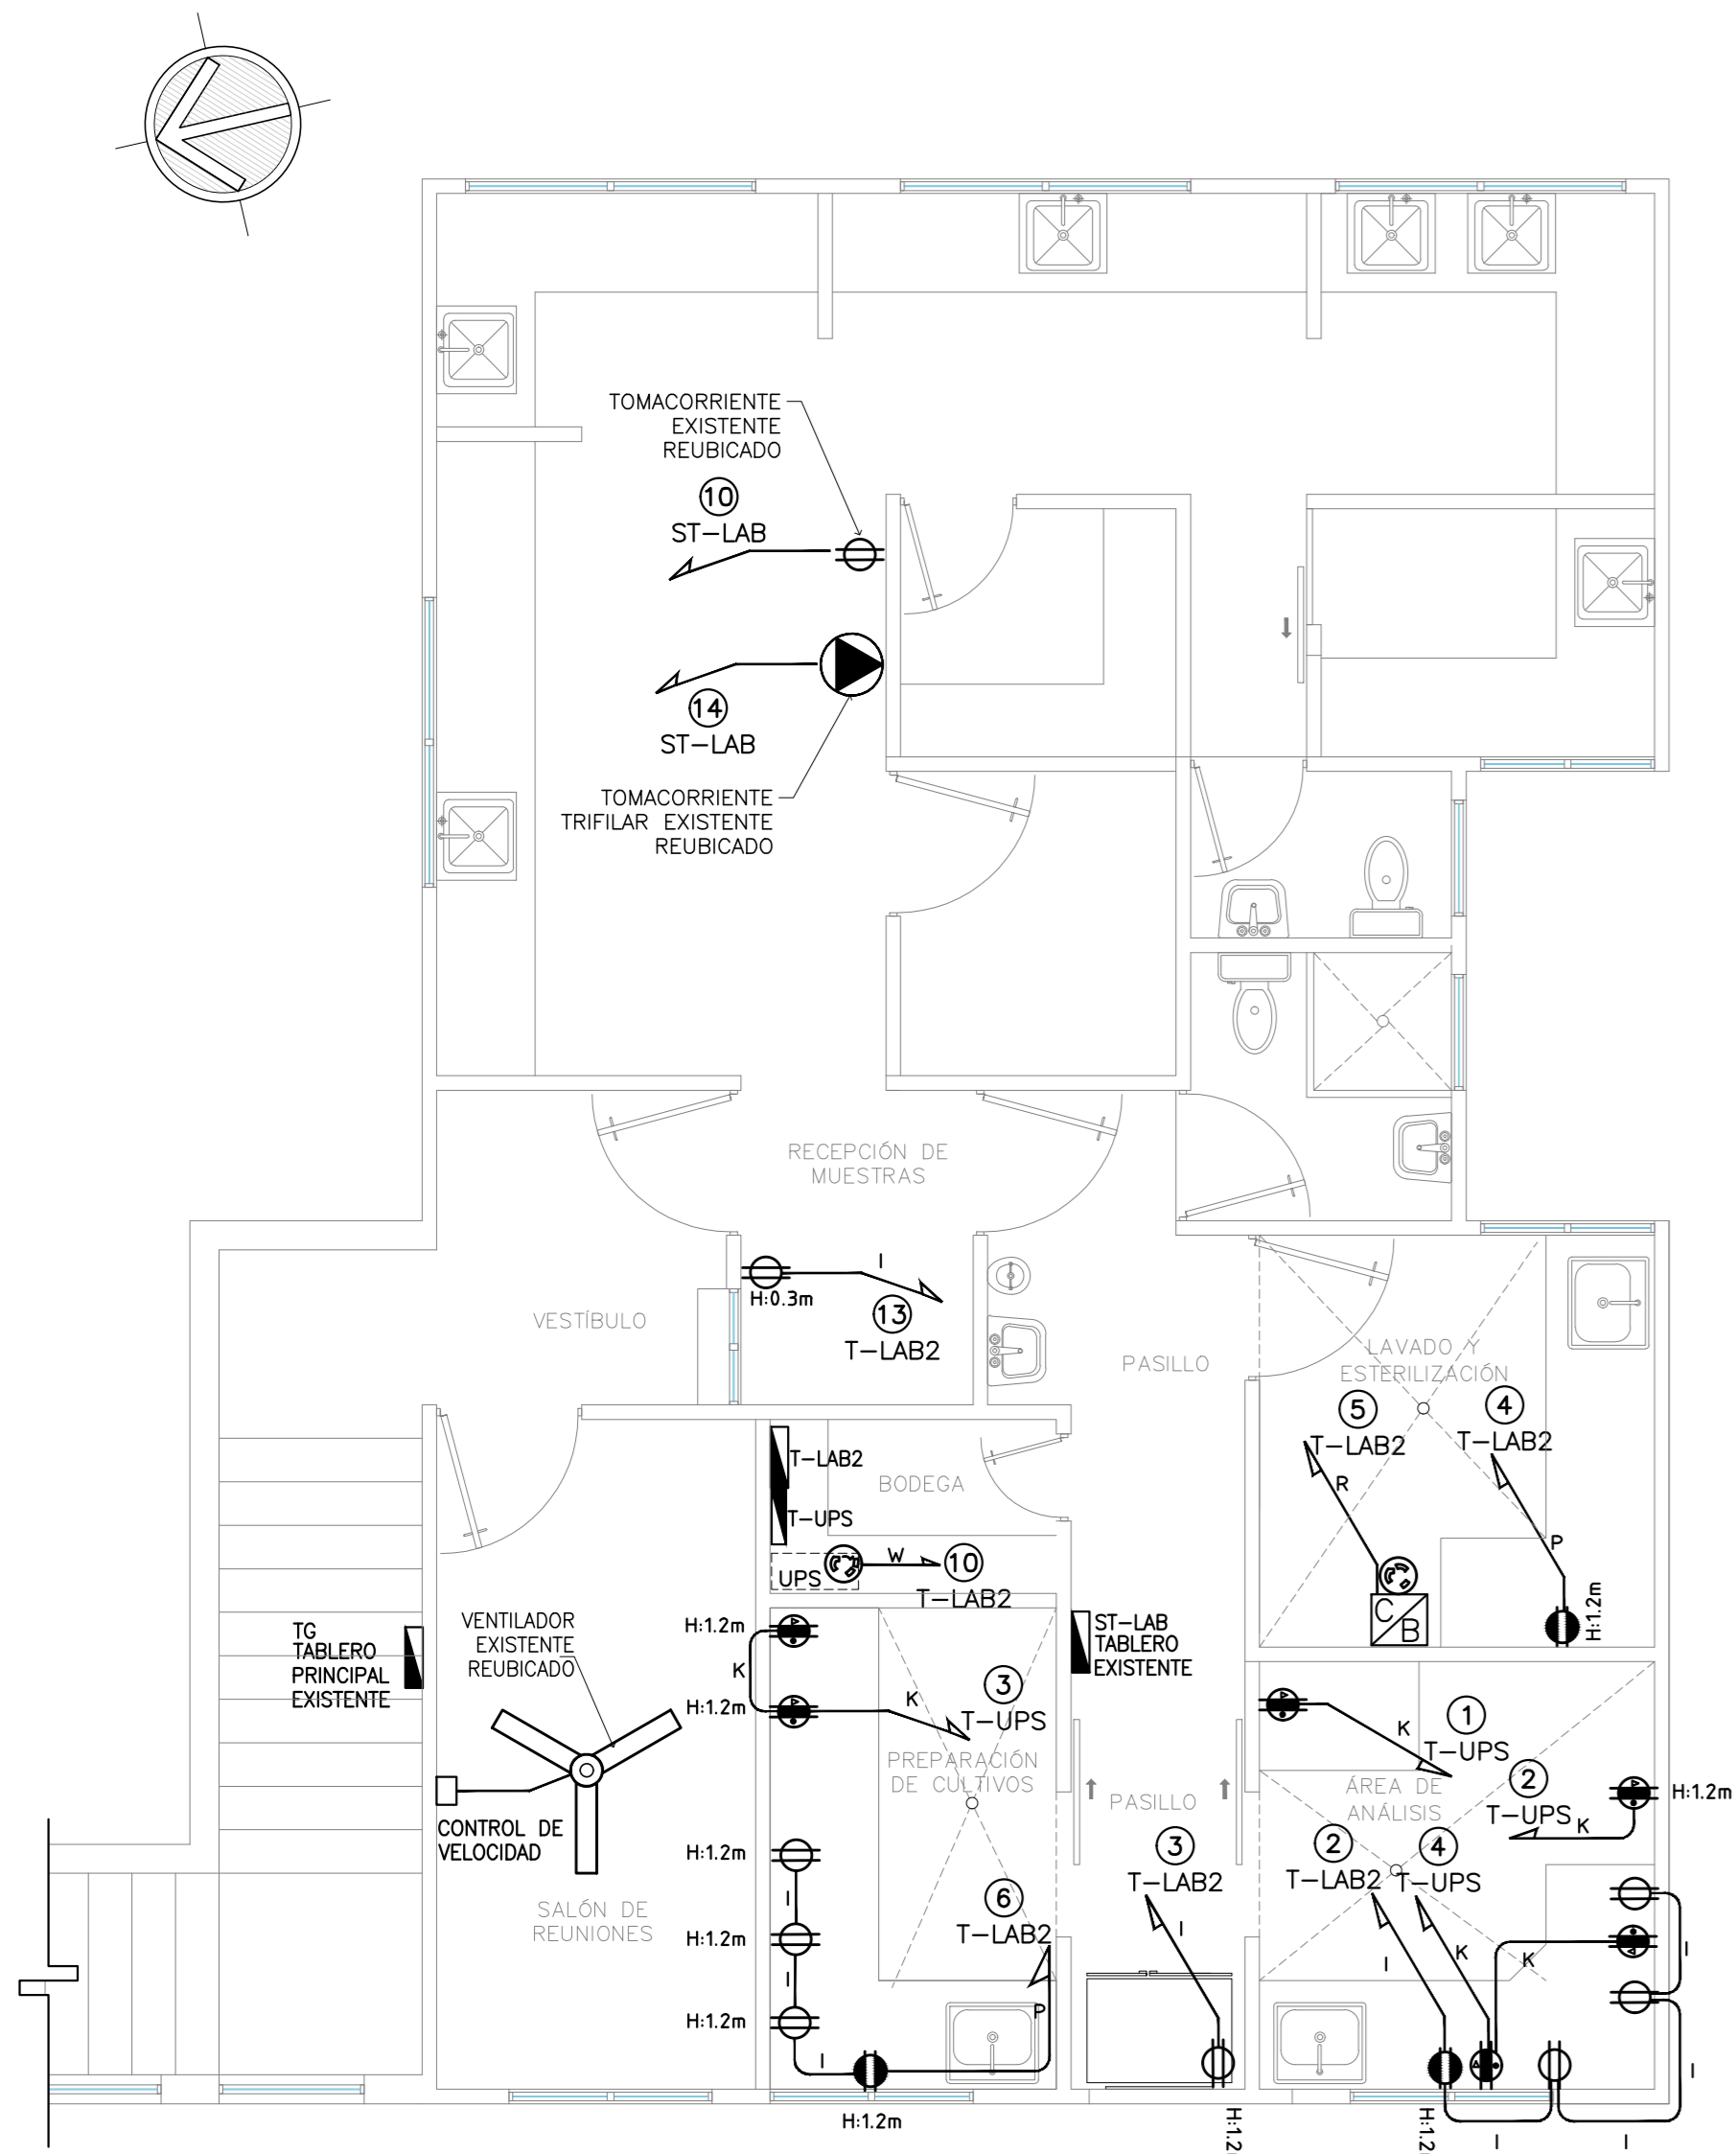 TOMACORRIENTE
EXISTENTE
REUBICADO
10
ST-LAB
14
ST-LAB
TOMACORRIENTE
TRIFILAR EXISTENTE
REUBICADO
RECEPCIÓN DE
MUESTRAS
I
H:0.3m
13
T-LAB2
VESTÍBULO
PASILLO
LAVADO Y
ESTERILIZACIÓN
5
T-LAB2
4
T-LAB2
R
P
C
B
H:1.2m
T-LAB2
BODEGA
T-UPS
UPS
W
10
T-LAB2
TG
TABLERO
PRINCIPAL
EXISTENTE
VENTILADOR
EXISTENTE
REUBICADO
H:1.2m
K
H:1.2m
K
3
T-UPS
ST-LAB
TABLERO
EXISTENTE
PREPARACIÓN
DE CULTIVOS
PASILLO
K
1
T-UPS
ÁREA DE
ANÁLISIS
2
T-UPS
K
H:1.2m
CONTROL DE
VELOCIDAD
SALÓN DE
REUNIONES
H:1.2m
I
H:1.2m
I
H:1.2m
I
6
T-LAB2
P
H:1.2m
3
T-LAB2
I
H:1.2
2
T-LAB2
4
T-UPS
I
K
K
I
I
H:1.2
I
I